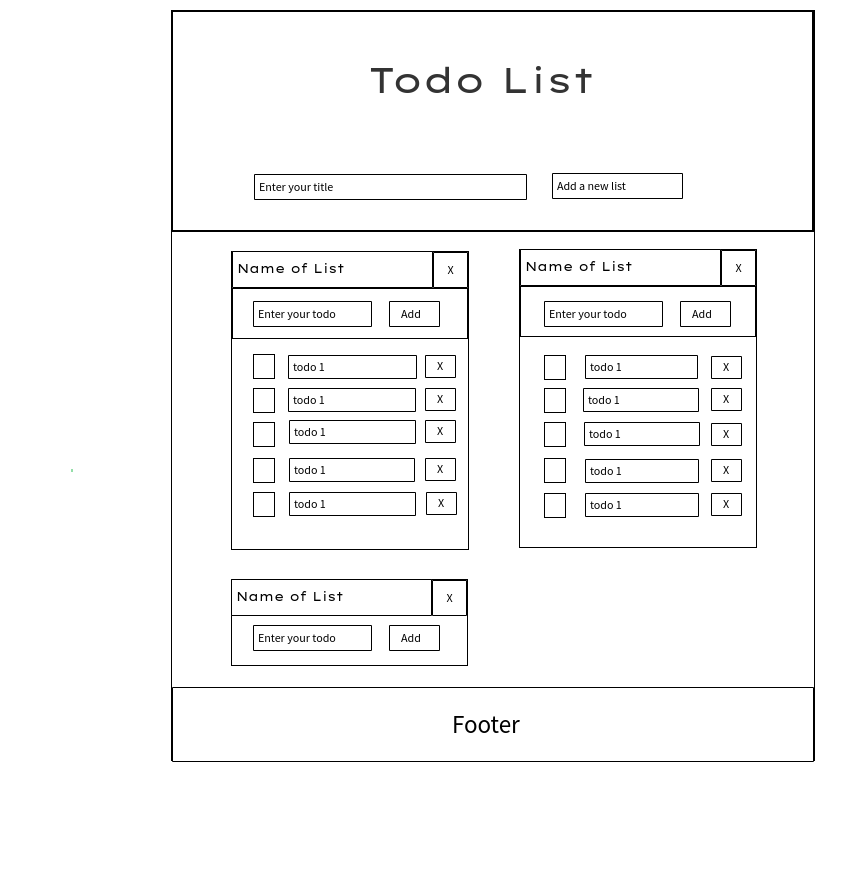 Todo List
Enter your title
Add a new list
Name of List
X
Enter your todo
Add
todo 1
X
todo 1
X
todo 1
X
todo 1
X
todo 1
X
Name of List
X
Enter your todo
Add
todo 1
X
todo 1
X
todo 1
X
todo 1
X
todo 1
X
Name of List
X
Enter your todo
Add
Footer